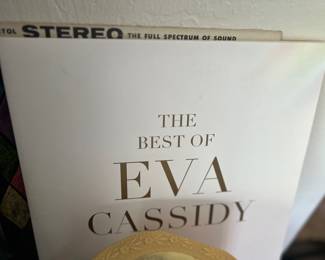 STEREO THE FULL SPECTRUM OF SOUND
THE
BEST OF
EVA
CASSIDY